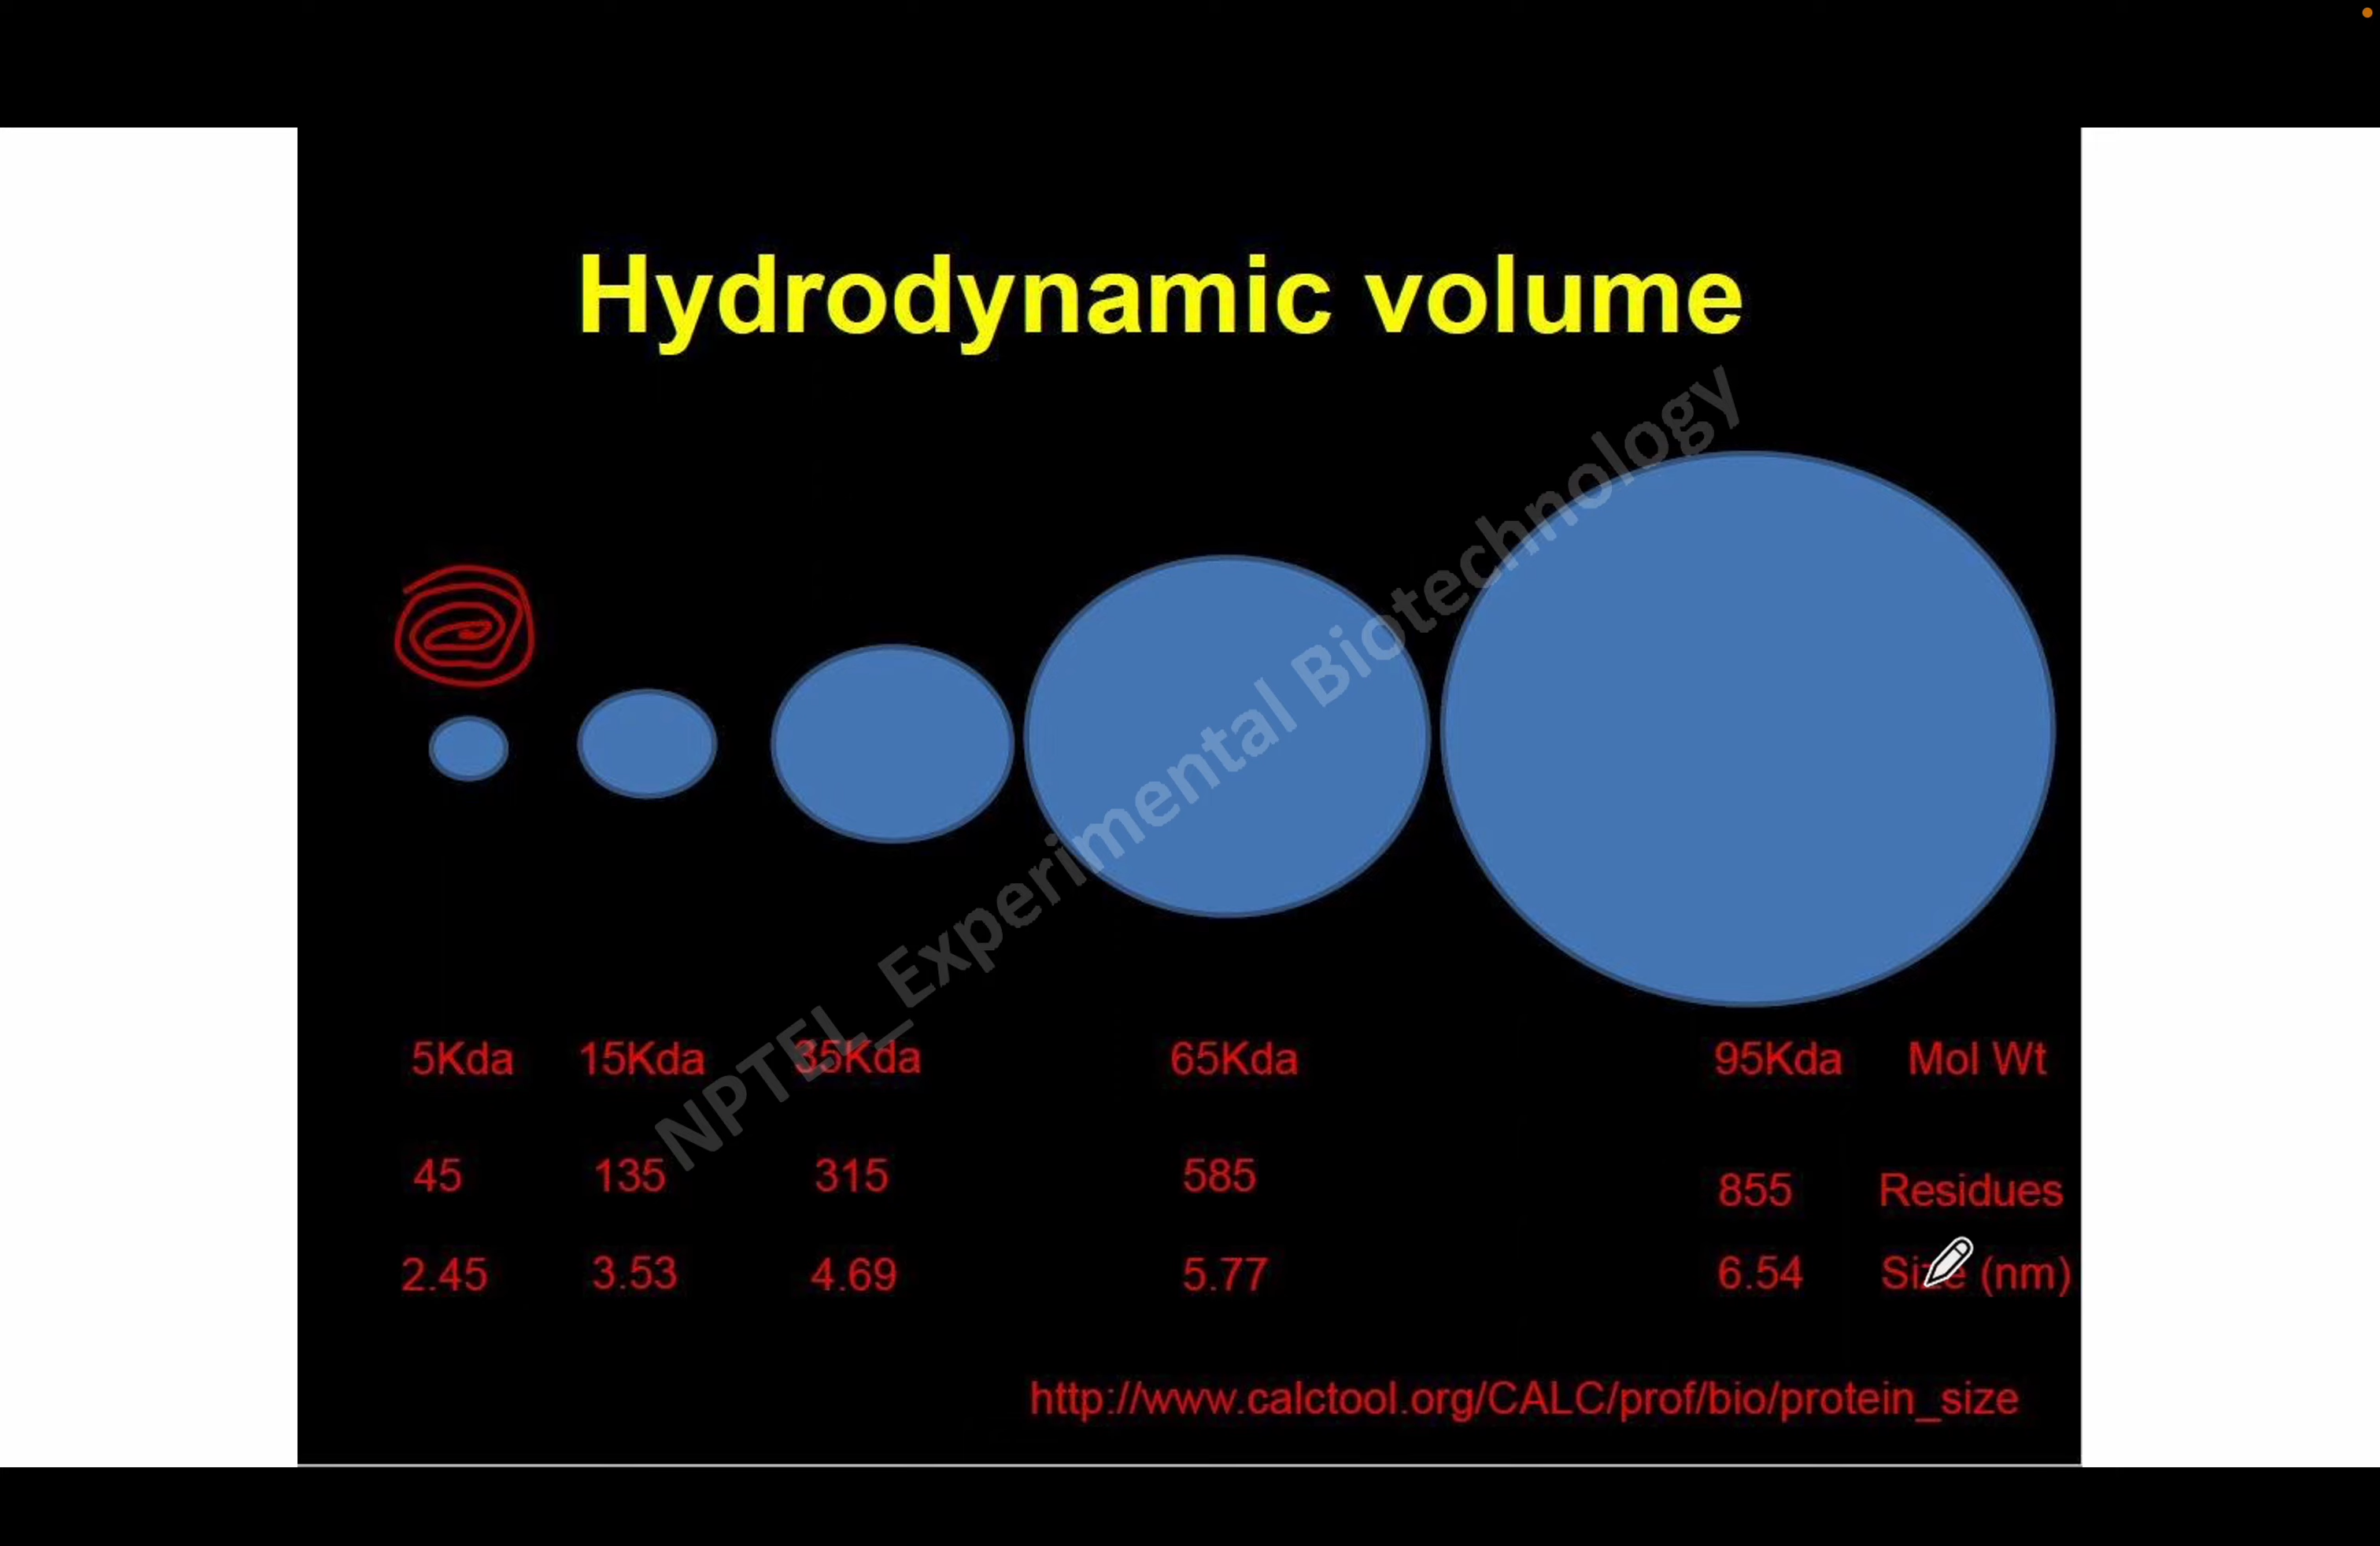 Hydrodynamic volume
NPTEL_Experimental Biotechnology
5Kda 15Kda 35Kda 65Kda 95Kda Mol Wt
45 135 315 585 855 Residues
2.45 3.53 4.69 5.77 6.54 Size (nm)
http://www.calctool.org/CALC/prof/bio/protein_size